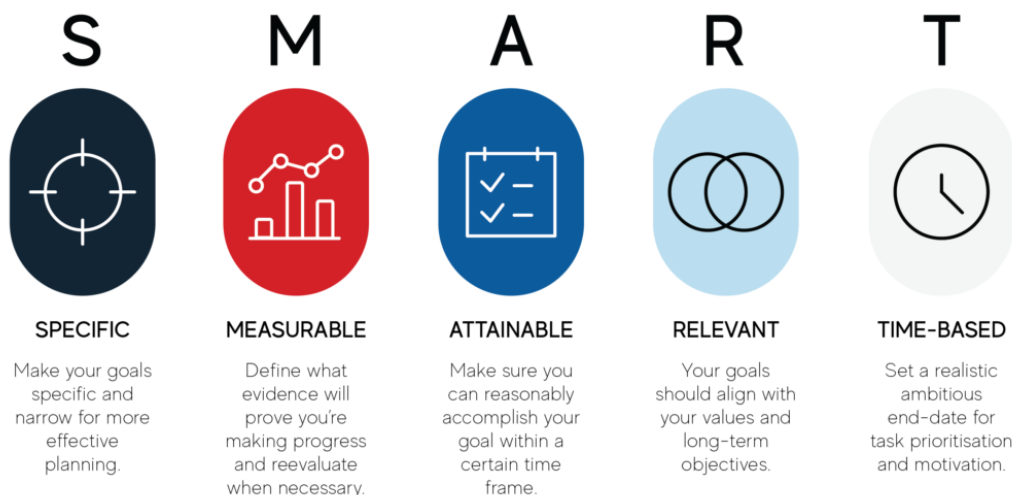 S
M
A
R
T
SPECIFIC
Make your goals
specific and
narrow for more
effective
planning.
MEASURABLE
Define what
evidence will
prove you're
making progress
and reevaluate
when necessary.
ATTAINABLE
Make sure you
can reasonably
accomplish your
goal within a
certain time
frame.
RELEVANT
Your goals
should align with
your values and
long-term
objectives.
TIME-BASED
Set a realistic
ambitious
end-date for
task prioritisation
and motivation.